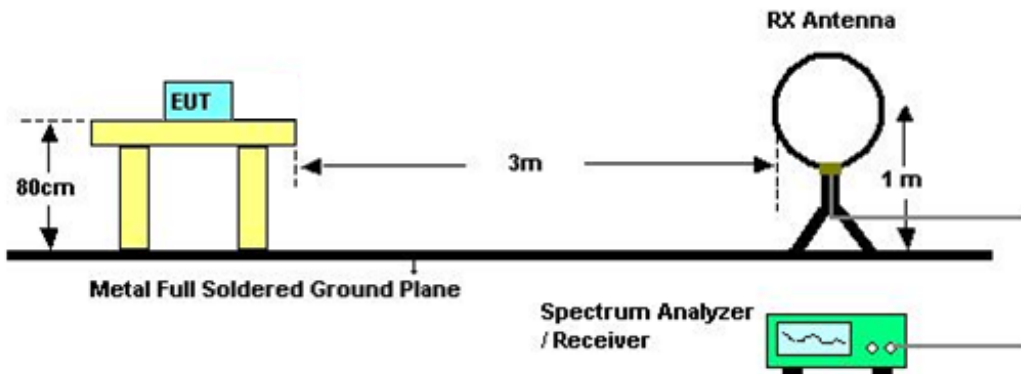 RX Antenna
EUT
80cm
3m
1 m
Metal Full Soldered Ground Plane
Spectrum Analyzer
/ Receiver